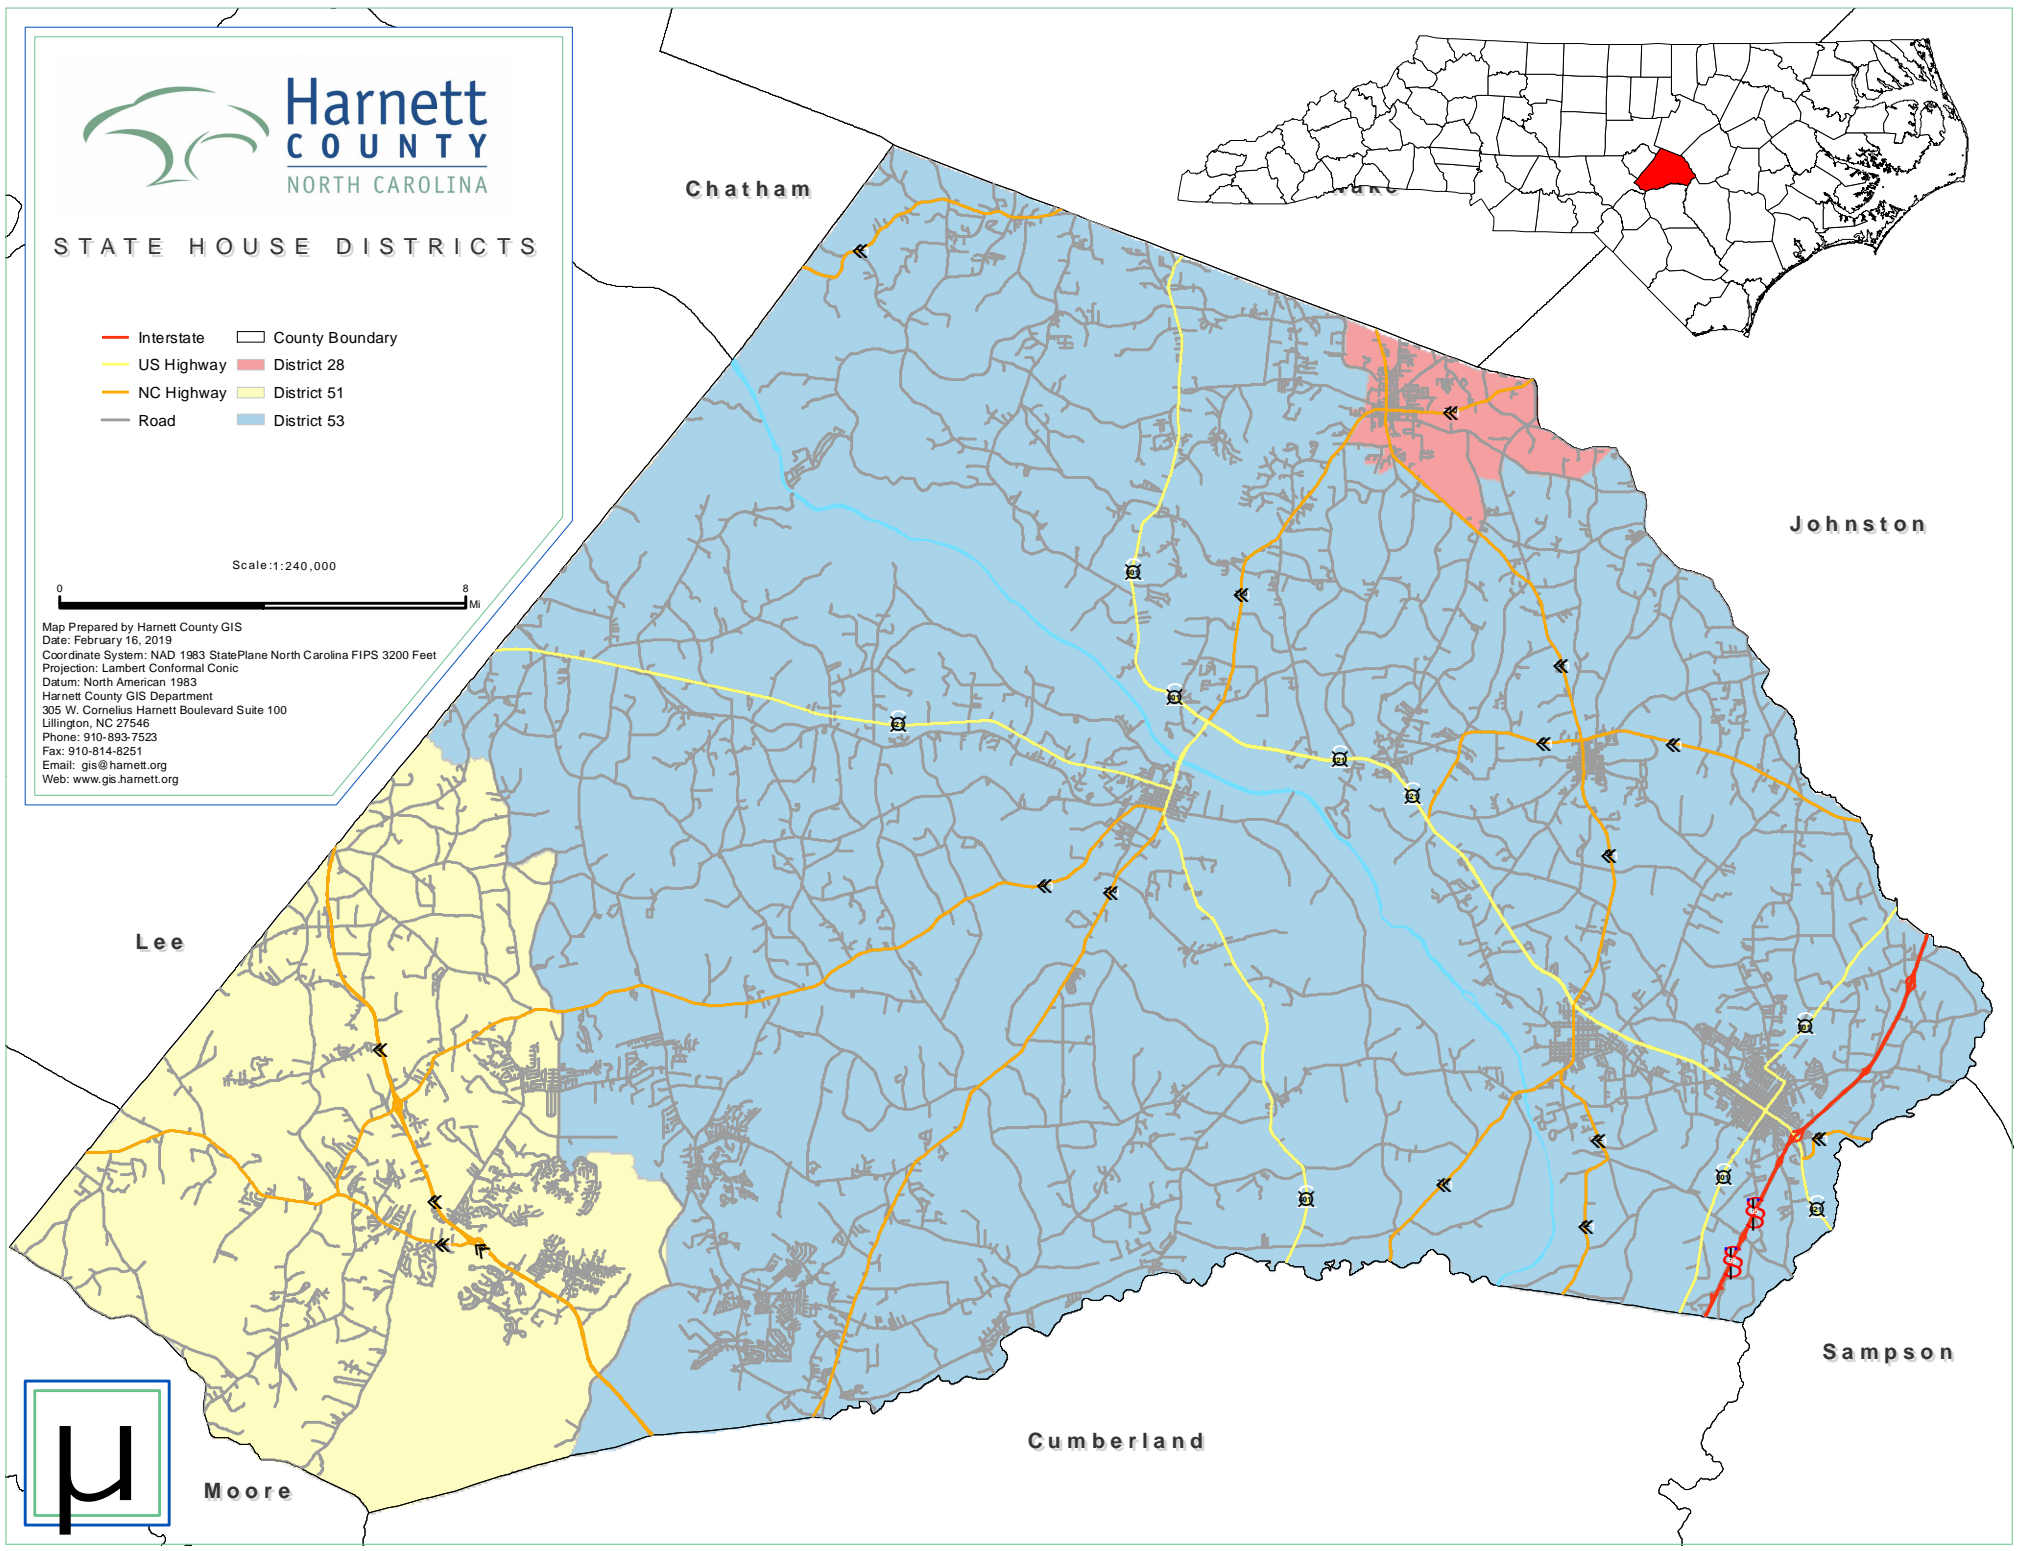 Harnett
COUNTY
NORTH CAROLINA
STATE HOUSE DISTRICTS
Interstate
US Highway
NC Highway
Road
County Boundary
District 28
District 51
District 53
Scale:1:240,000
0 8
Mi
Map Prepared by Harnett County GIS
Date: February 16, 2019
Coordinate System: NAD 1983 StatePlane North Carolina FIPS 3200 Feet
Projection: Lambert Conformal Conic
Datum: North American 1983
Harnett County GIS Department
305 W. Cornelius Harnett Boulevard Suite 100
Lillington, NC 27546
Phone: 910-893-7523
Fax: 910-814-8251
Email: gis@harnett.org
Web: www.gis.harnett.org
Chatham
Johnston
Lee
Sampson
Cumberland
Moore
µ